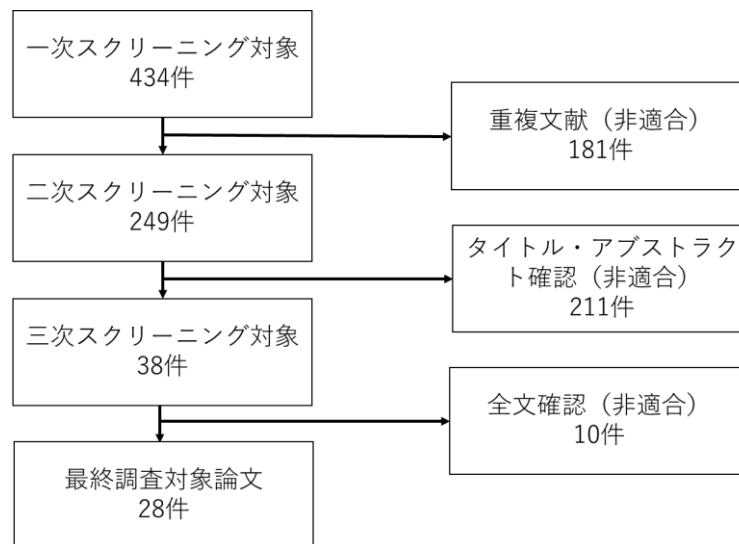 一次スクリーニング対象
434件
重複文献（非適合）
181件
二次スクリーニング対象
249件
タイトル・アブストラク
ト確認（非適合）
211件
三次スクリーニング対象
38件
全文確認（非適合）
10件
最終調査対象論文
28件